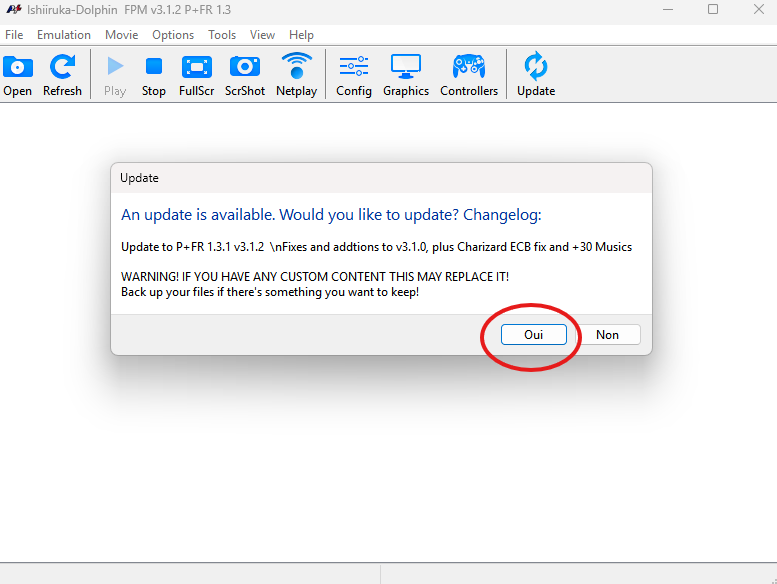 Ishiiruka-Dolphin FPM v3.1.2 P+FR 1.3
File Emulation Movie Options Tools View Help
Open Refresh Play Stop FullScr ScrShot Netplay Config Graphics Controllers Update
Update
An update is available. Would you like to update? Changelog:
Update to P+FR 1.3.1 v3.1.2 \nFixes and addtions to v3.1.0, plus Charizard ECB fix and +30 Musics
WARNING! IF YOU HAVE ANY CUSTOM CONTENT THIS MAY REPLACE IT!
Back up your files if there's something you want to keep!
Oui Non